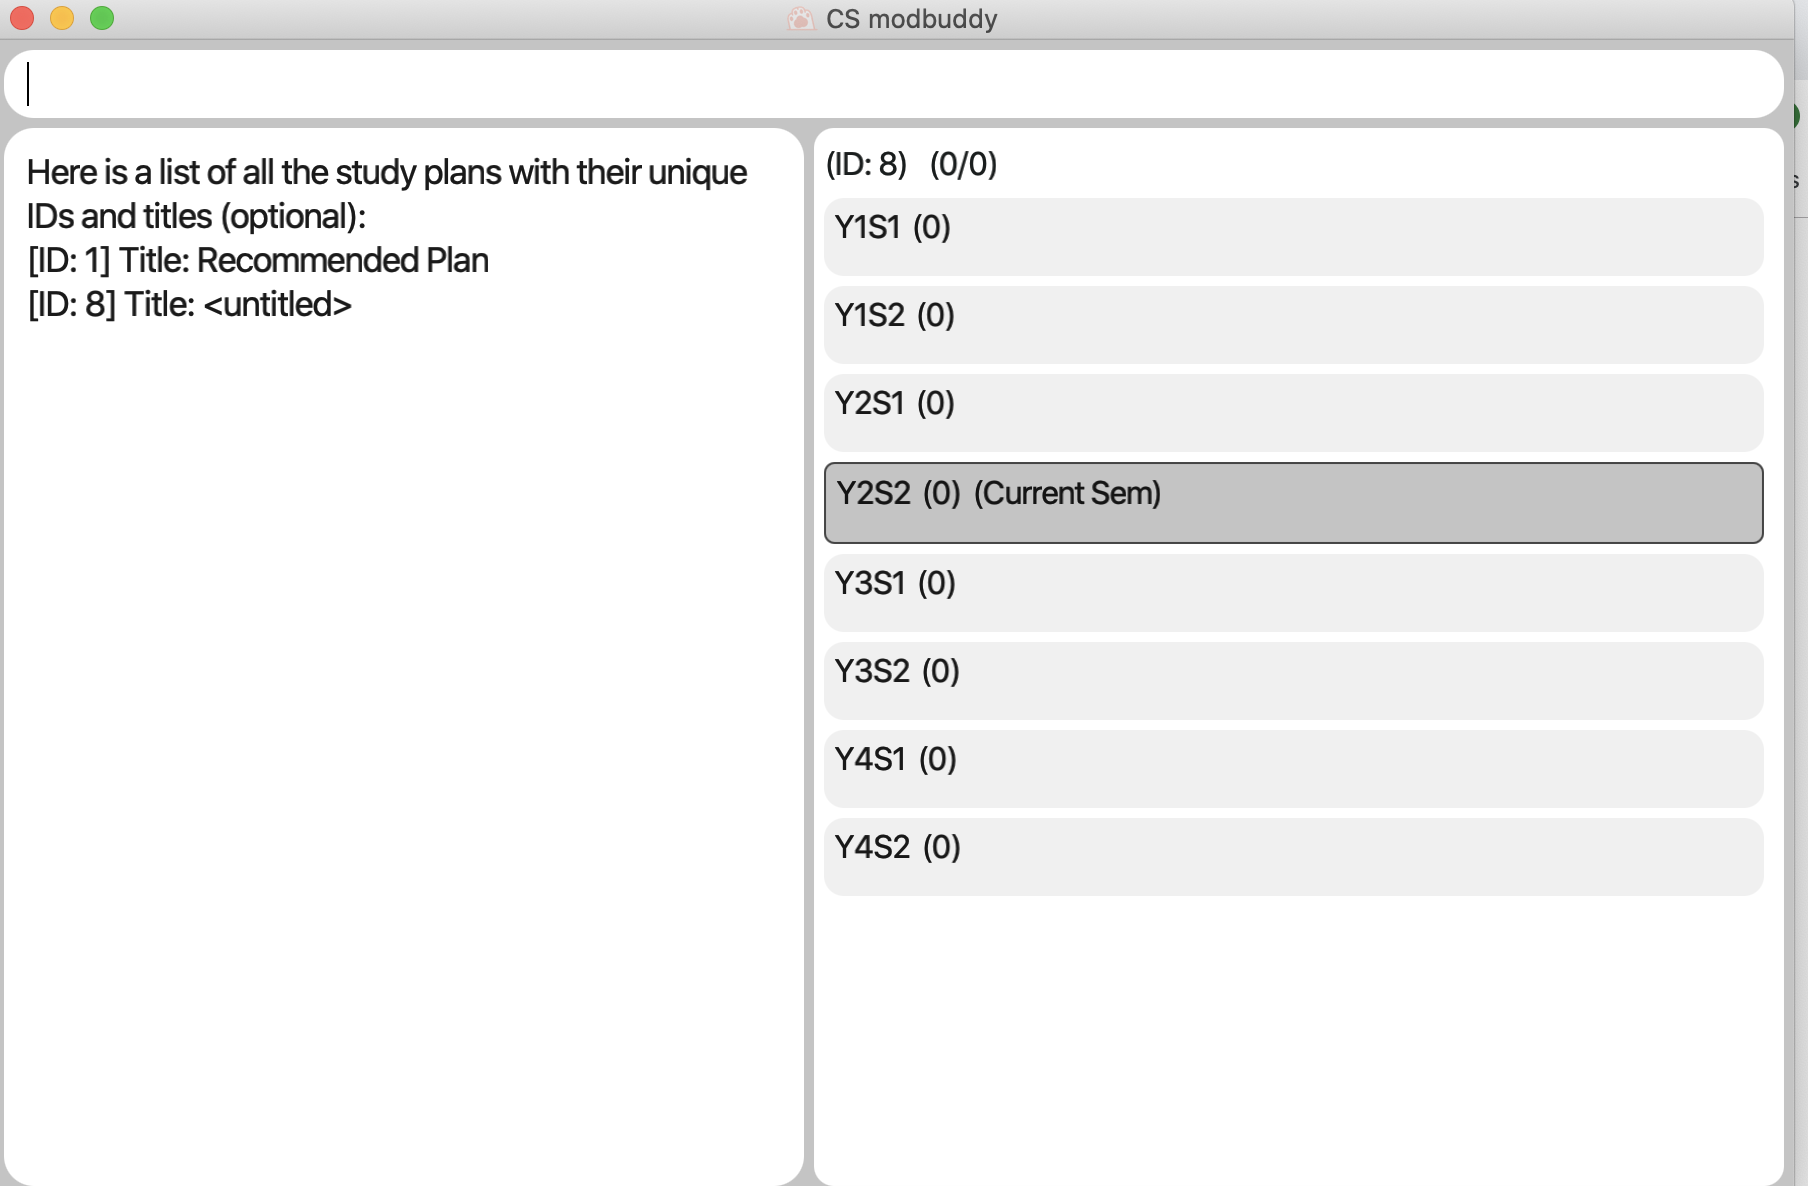 CS modbuddy
Here is a list of all the study plans with their unique
IDs and titles (optional):
[ID: 1] Title: Recommended Plan
[ID: 8] Title: <untitled>
(ID: 8) (0/0)
Y1S1 (0)
Y1S2 (0)
Y2S1 (0)
Y2S2 (0) (Current Sem)
Y3S1 (0)
Y3S2 (0)
Y4S1 (0)
Y4S2 (0)